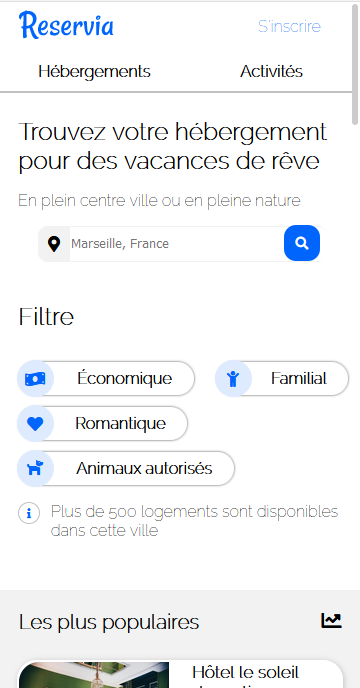 Reservia
S'inscrire
Hébergements
Activités
Trouvez votre hébergement
pour des vacances de rêve
En plein centre ville ou en pleine nature
Marseille, France
Filtre
Économique
Familial
Romantique
Animaux autorisés
Plus de 500 logements sont disponibles
dans cette ville
Les plus populaires
Hôtel le soleil